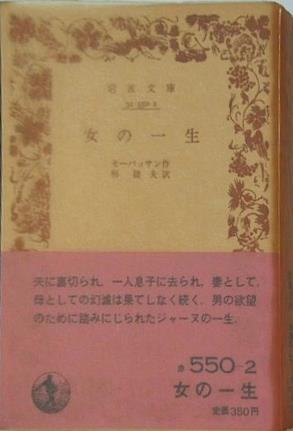 岩波文庫
女の一生
モーパッサン作
杉捷夫訳
夫に裏切られ、一人息子に去られ、妻として、
母としての幻滅は果てしなく続く。男の欲望
のために踏みにじられたジャーヌの一生。
赤550-2
女の一生
定価350円